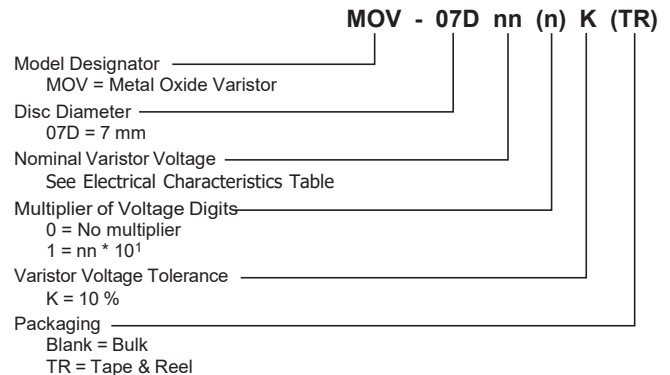 MOV - 07D nn (n) K (TR)
Model Designator
MOV = Metal Oxide Varistor
Disc Diameter
07D = 7 mm
Nominal Varistor Voltage
See Electrical Characteristics Table
Multiplier of Voltage Digits
0 = No multiplier
1 = nn * 10¹
Varistor Voltage Tolerance
K = 10 %
Packaging
Blank = Bulk
TR = Tape & Reel